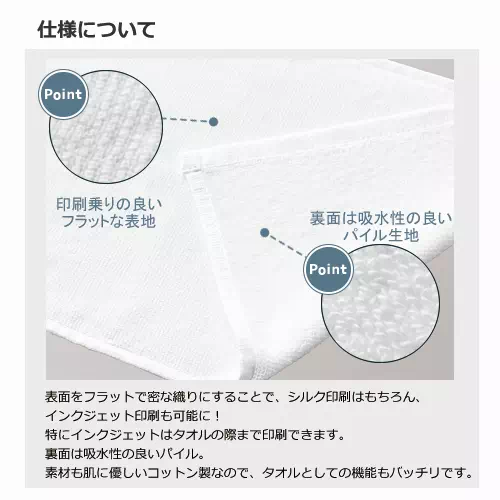 仕様について
Point
印刷乗りの良い
フラットな表地
裏面は吸水性の良い
パイル生地
Point
表面をフラットで密な織りにすることで、シルク印刷はもちろん、
インクジェット印刷も可能に！
特にインクジェットはタオルの際まで印刷できます。
裏面は吸水性の良いパイル。
素材も肌に優しいコットン製なので、タオルとしての機能もバッチリです。